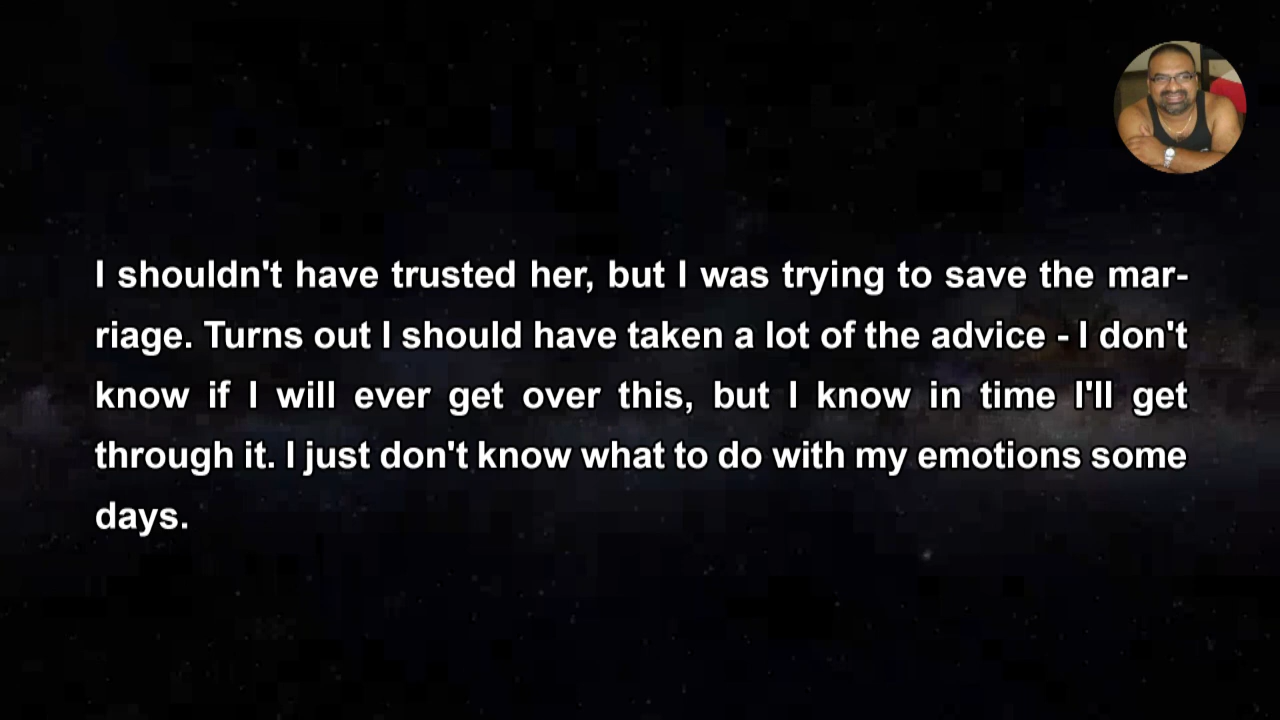 I shouldn't have trusted her, but I was trying to save the mar-
riage. Turns out I should have taken a lot of the advice - I don't
know if I will ever get over this, but I know in time I'll get
through it. I just don't know what to do with my emotions some
days.